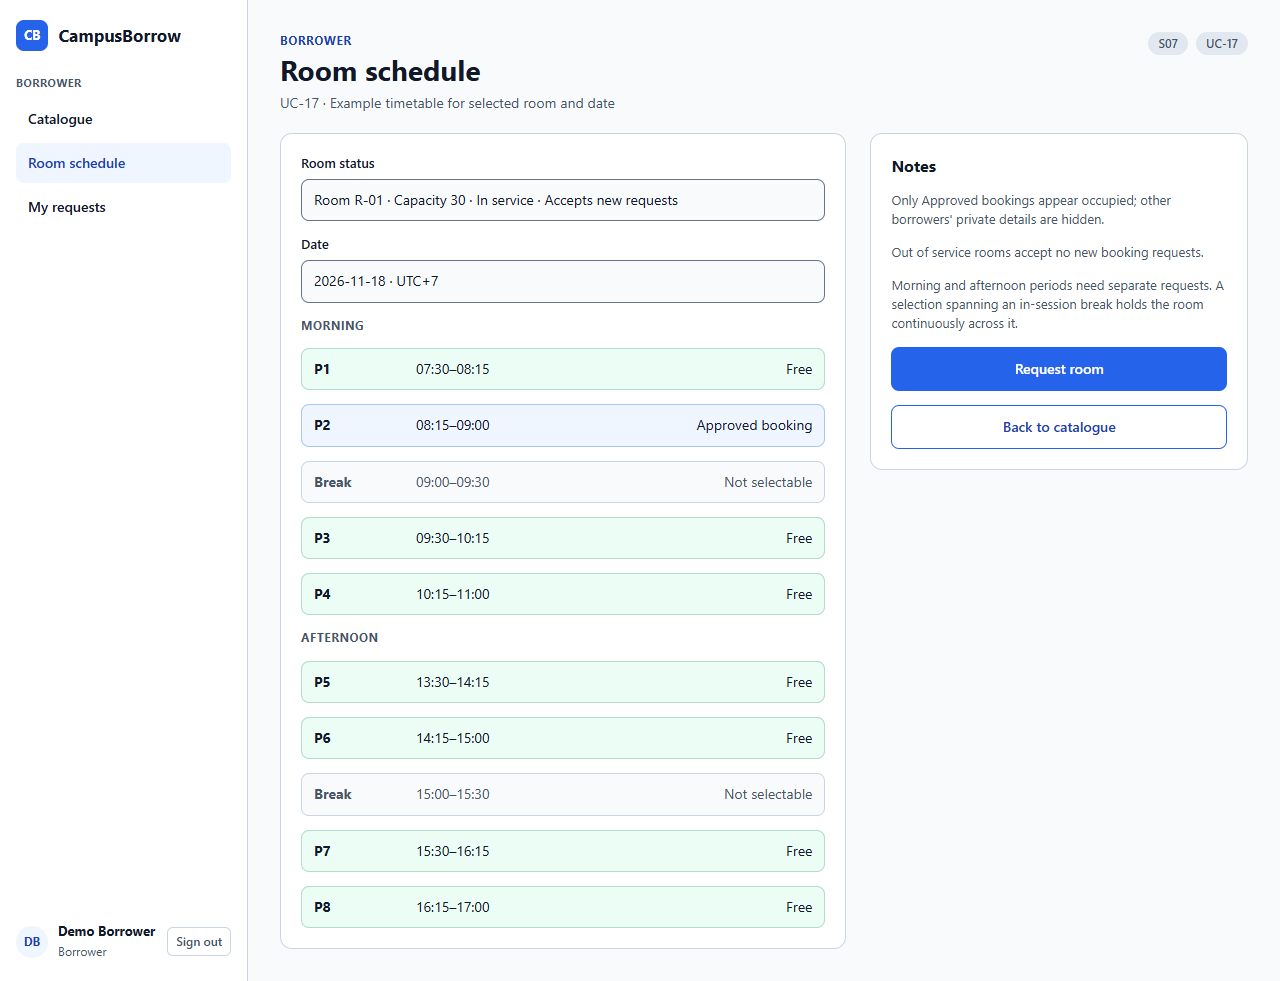 CB CampusBorrow
BORROWER
Catalogue
Room schedule
My requests
DB
Demo Borrower
Borrower
Sign out
BORROWER
Room schedule
UC-17 · Example timetable for selected room and date
S07
UC-17
Room status
Room R-01 · Capacity 30 · In service · Accepts new requests
Date
2026-11-18 · UTC+7
MORNING
P1 07:30–08:15 Free
P2 08:15–09:00 Approved booking
Break 09:00–09:30 Not selectable
P3 09:30–10:15 Free
P4 10:15–11:00 Free
AFTERNOON
P5 13:30–14:15 Free
P6 14:15–15:00 Free
Break 15:00–15:30 Not selectable
P7 15:30–16:15 Free
P8 16:15–17:00 Free
Notes
Only Approved bookings appear occupied; other
borrowers' private details are hidden.
Out of service rooms accept no new booking requests.
Morning and afternoon periods need separate requests. A
selection spanning an in-session break holds the room
continuously across it.
Request room
Back to catalogue